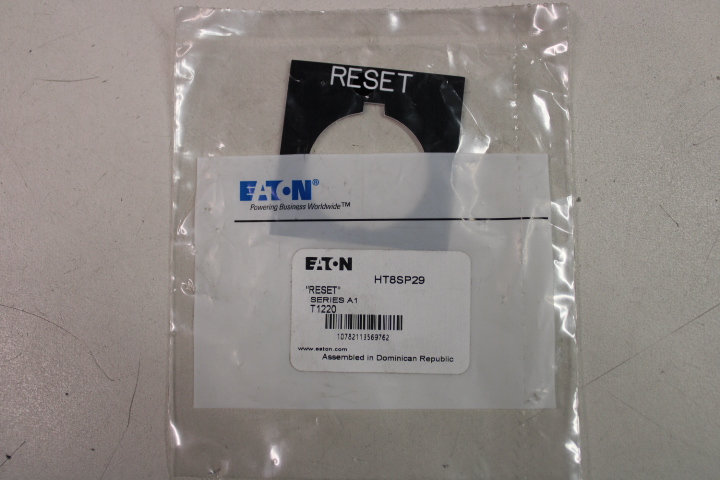 RESET
EATON®
Powering Business Worldwide™
EATON
HT8SP29
"RESET"
SERIES A1
T1220
10782113569762
www.eaton.com
Assembled in Dominican Republic